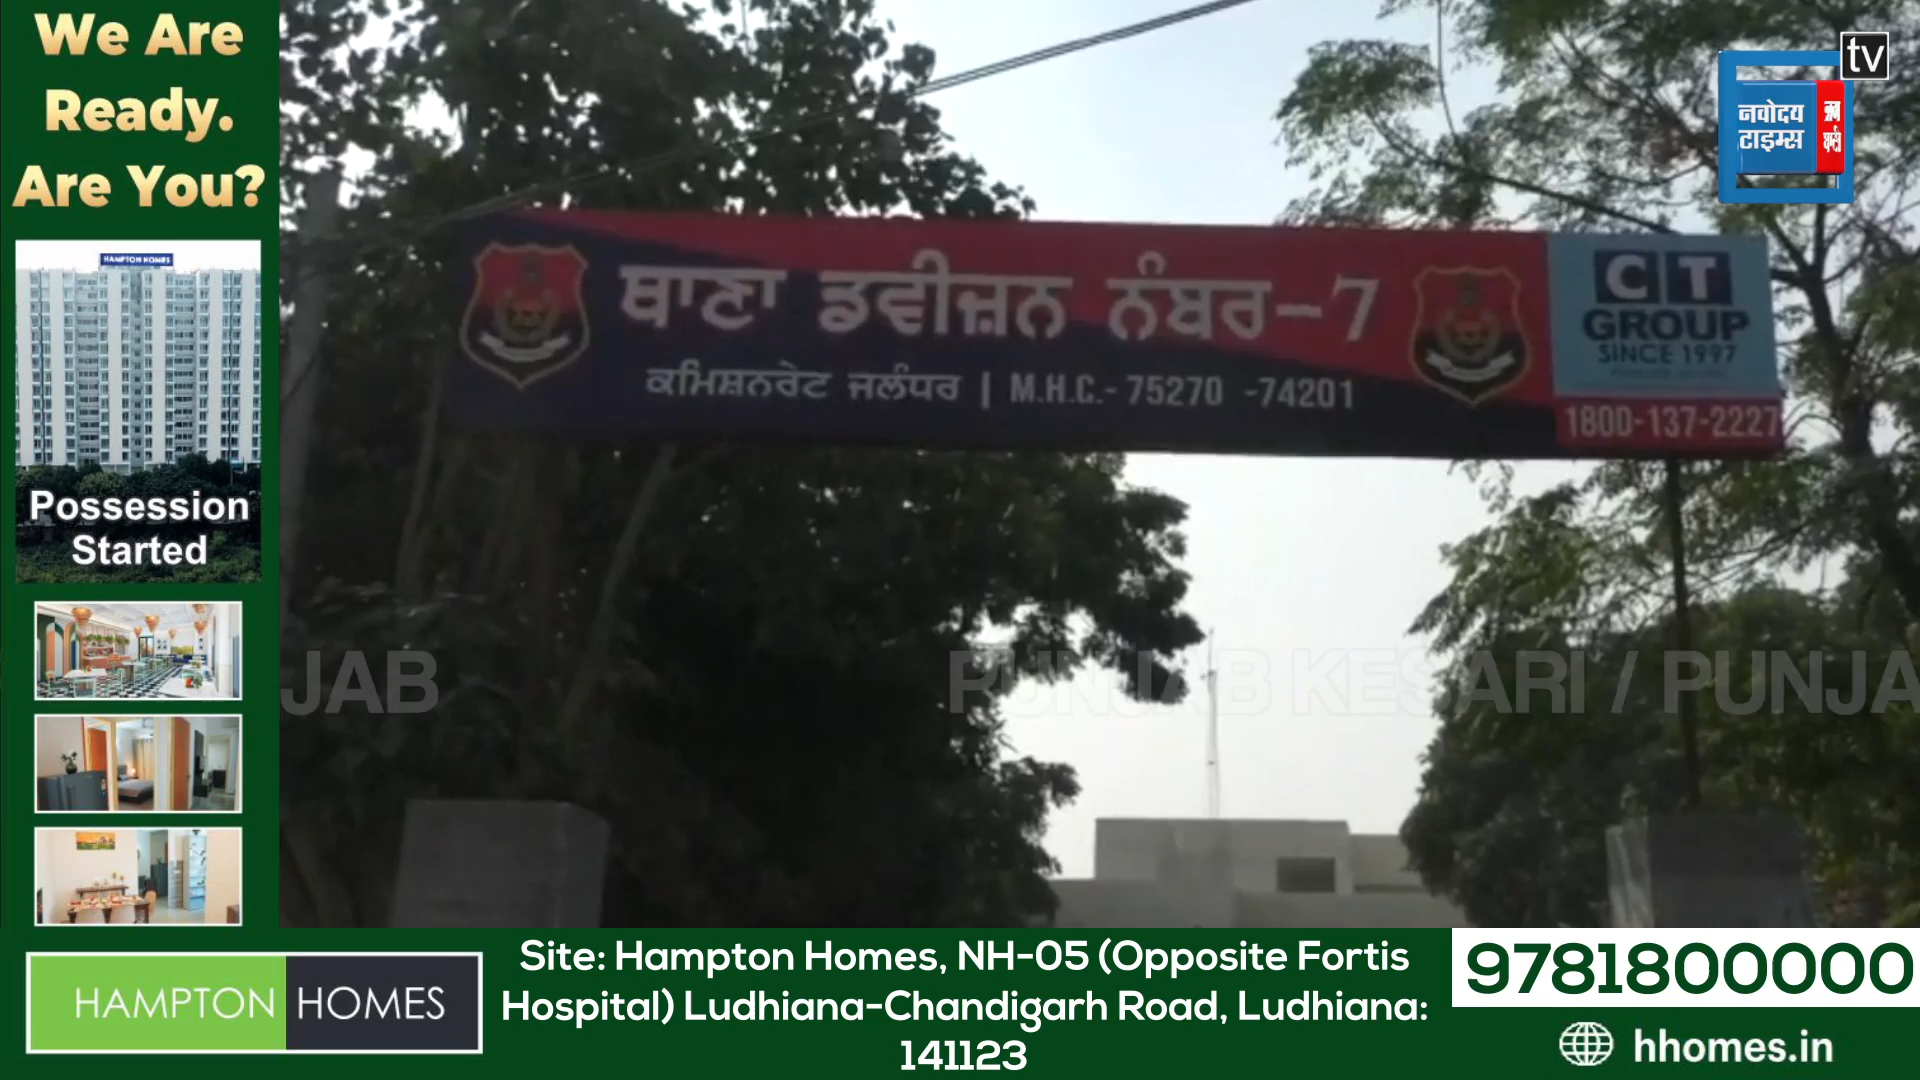 We Are
Ready.
Are You?
HAMPTON HOMES
Possession
Started
tv
नवोदय
टाइम्स
ਥਾਣਾ ਡਵੀਜ਼ਨ ਨੰਬਰ-7
ਕਮਿਸ਼ਨਰੇਟ ਜਲੰਧਰ | M.H.C.- 75270 -74201
CT
GROUP
SINCE 1997
1800-137-2227
JAB
PUNJAB KESARI / PUNJA
HAMPTON HOMES
Site: Hampton Homes, NH-05 (Opposite Fortis
Hospital) Ludhiana-Chandigarh Road, Ludhiana:
141123
9781800000
hhomes.in